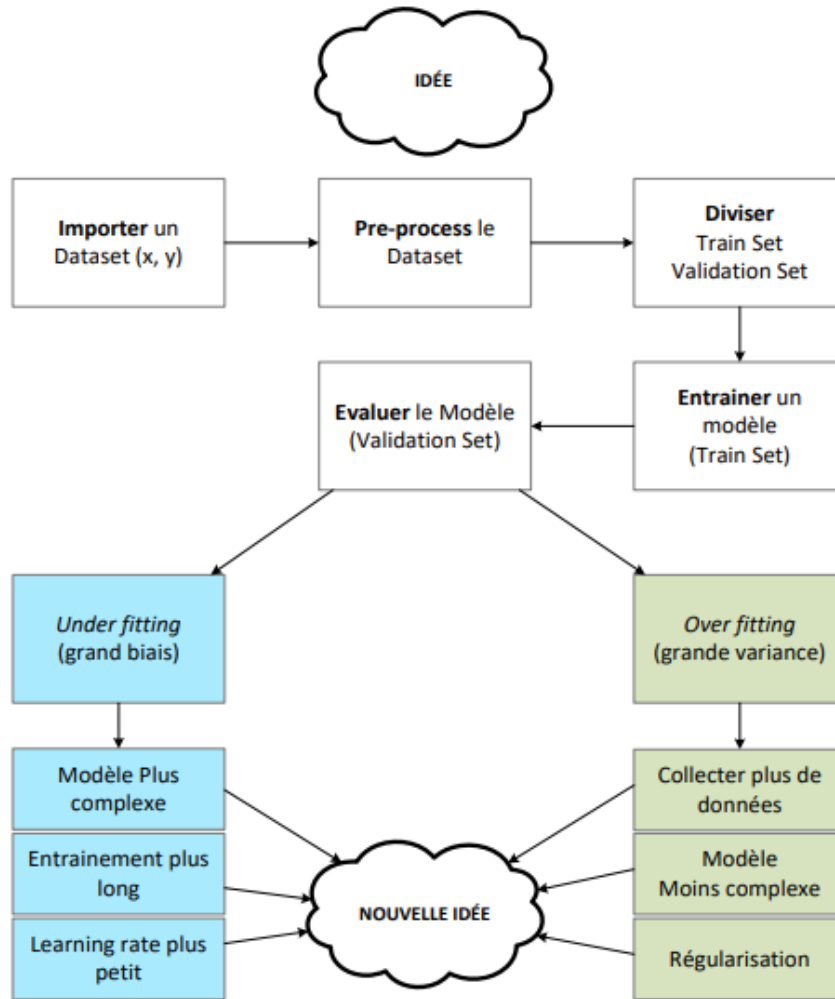 IDÉE
Importer un
Dataset (x, y)
Pre-process le
Dataset
Diviser
Train Set
Validation Set
Evaluer le Modèle
(Validation Set)
Entrainer un
modèle
(Train Set)
Under fitting
(grand biais)
Over fitting
(grande variance)
Modèle Plus
complexe
Entrainement plus
long
Learning rate plus
petit
NOUVELLE IDÉE
Collecter plus de
données
Modèle
Moins complexe
Régularisation